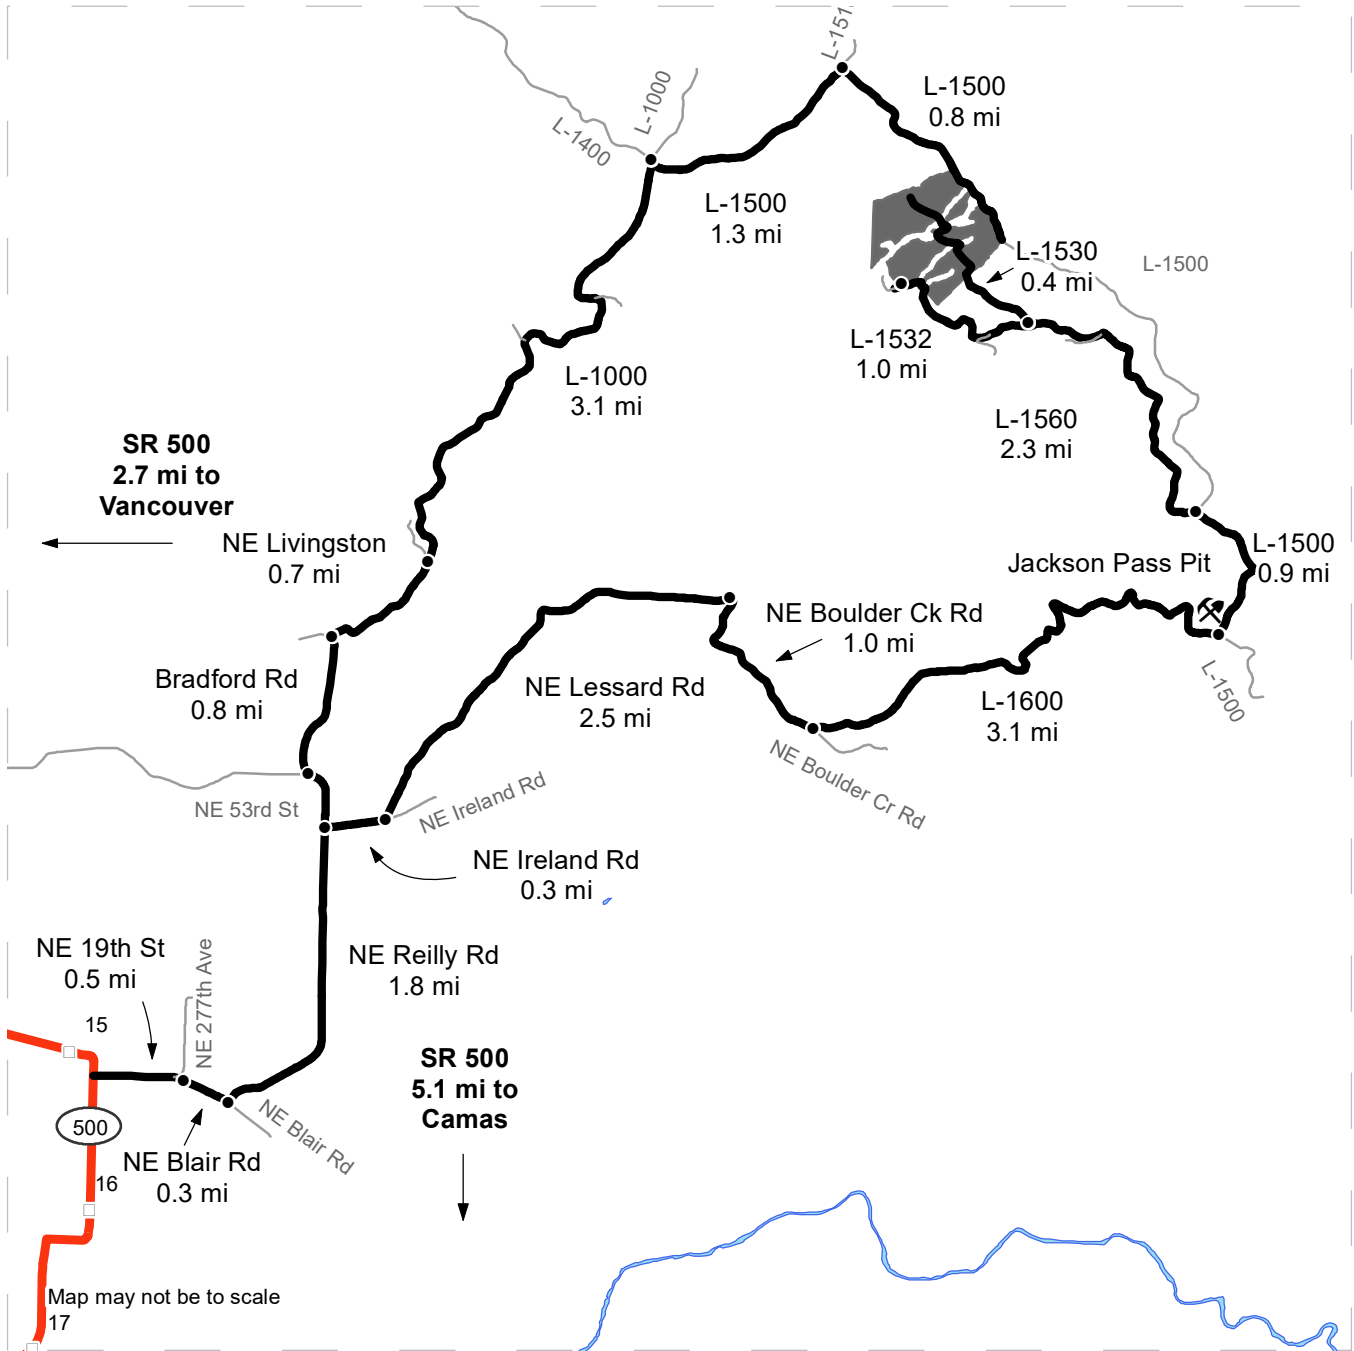 L-151
L-1500
0.8 mi
L-1000
L-1400
L-1500
1.3 mi
L-1530
0.4 mi
L-1500
L-1532
1.0 mi
L-1000
3.1 mi
L-1560
2.3 mi
SR 500
2.7 mi to
Vancouver
NE Livingston
0.7 mi
L-1500
0.9 mi
Jackson Pass Pit
NE Boulder Ck Rd
1.0 mi
Bradford Rd
0.8 mi
NE Lessard Rd
2.5 mi
L-1600
3.1 mi
L-1500
NE Boulder Cr Rd
NE 53rd St
NE Ireland Rd
NE Ireland Rd
0.3 mi
NE 19th St
0.5 mi
NE 277th Ave
NE Reilly Rd
1.8 mi
15
SR 500
5.1 mi to
Camas
500
NE Blair Rd
NE Blair Rd
0.3 mi
16
Map may not be to scale
17